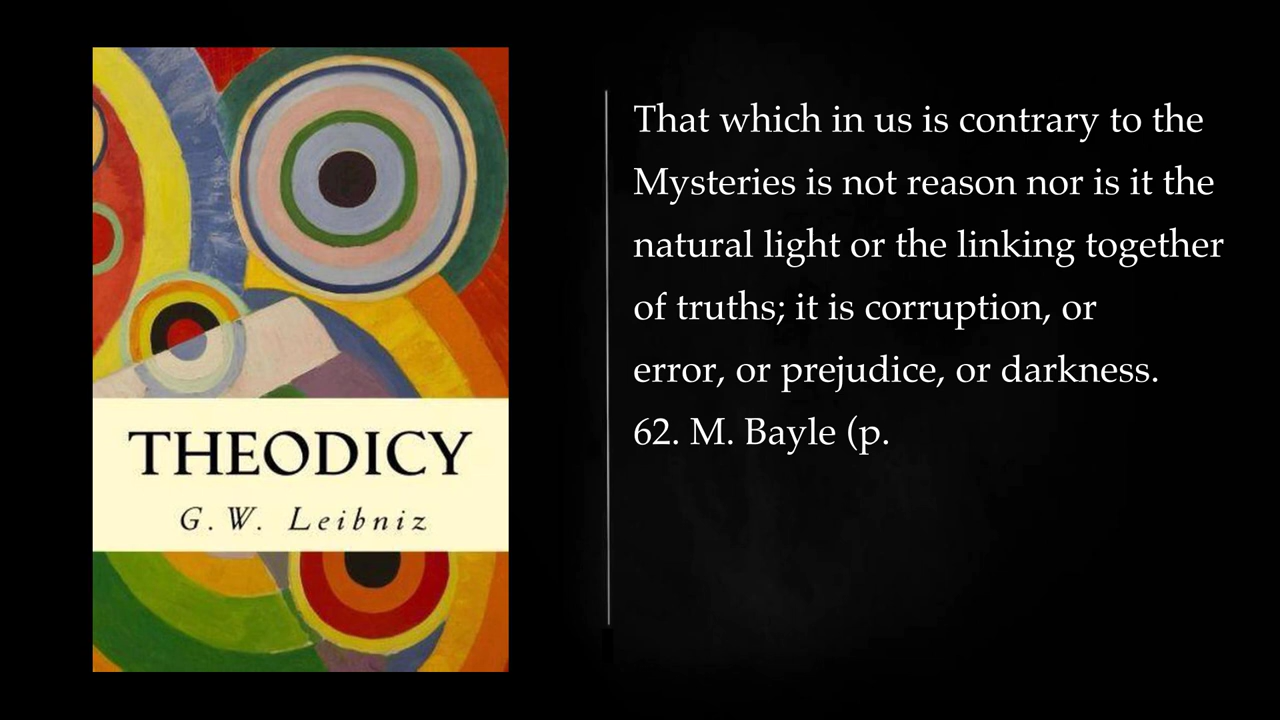 THEODICY
G. W. Leibniz
That which in us is contrary to the
Mysteries is not reason nor is it the
natural light or the linking together
of truths; it is corruption, or
error, or prejudice, or darkness.
62. M. Bayle (p.